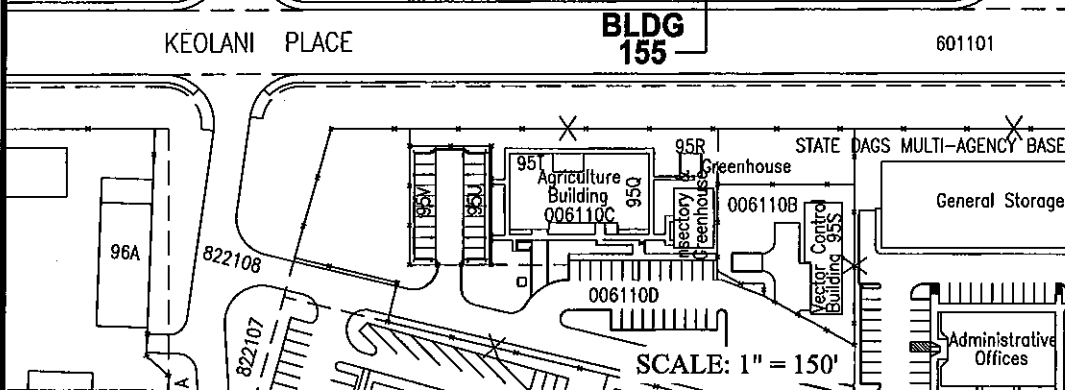 BLDG
155
KEOLANI PLACE
601101
STATE DAGS MULTI-AGENCY BASE
95R
Greenhouse
95T
Agriculture
Building
006110C
95Q
95V
95U
nsectory &
Greenhouse
006110B
Vector Control
Building 95S
General Storage
96A
822108
006110D
822107
SCALE: 1" = 150'
Administrative
Offices
A